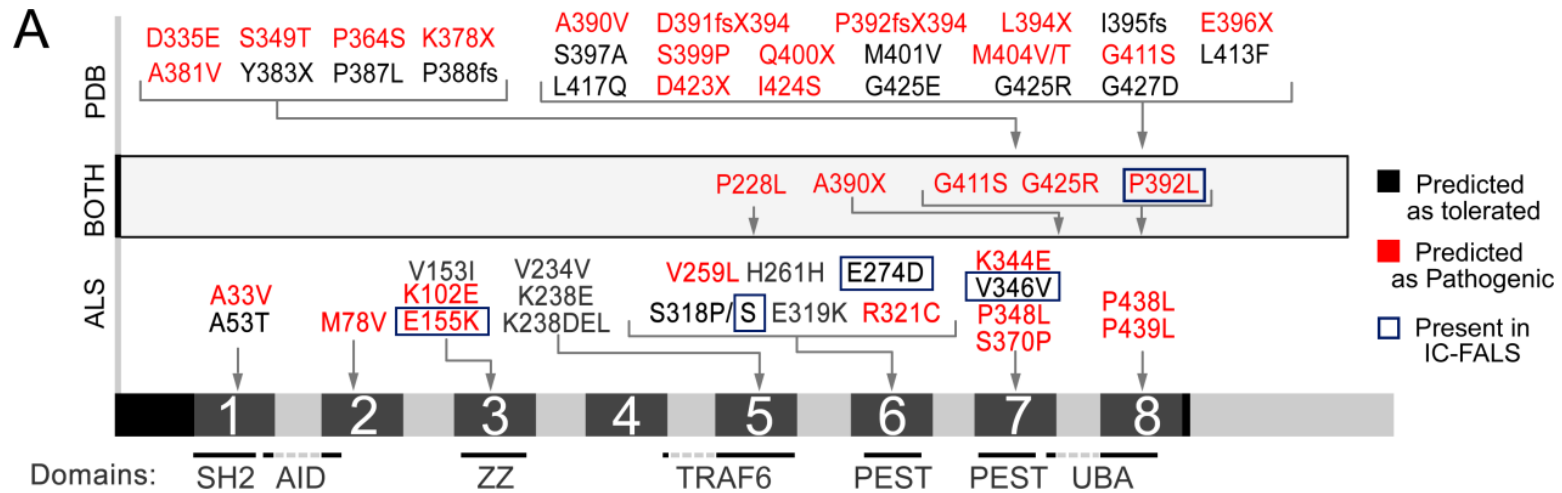 A
PDB
D335E S349T P364S K378X
A381V Y383X P387L P388fs
A390V D391fsX394 P392fsX394 L394X I395fs E396X
S397A S399P Q400X M401V M404V/T G411S L413F
L417Q D423X I424S G425E G425R G427D
BOTH
P228L A390X G411S G425R P392L
ALS
A33V
A53T
M78V
V153I
K102E
E155K
V234V
K238E
K238DEL
V259L H261H E274D
S318P/S E319K R321C
K344E
V346V
P348L
S370P
P438L
P439L
Predicted
as tolerated
Predicted
as Pathogenic
Present in
IC-FALS
1 2 3 4 5 6 7 8
Domains: SH2 AID ZZ TRAF6 PEST PEST UBA